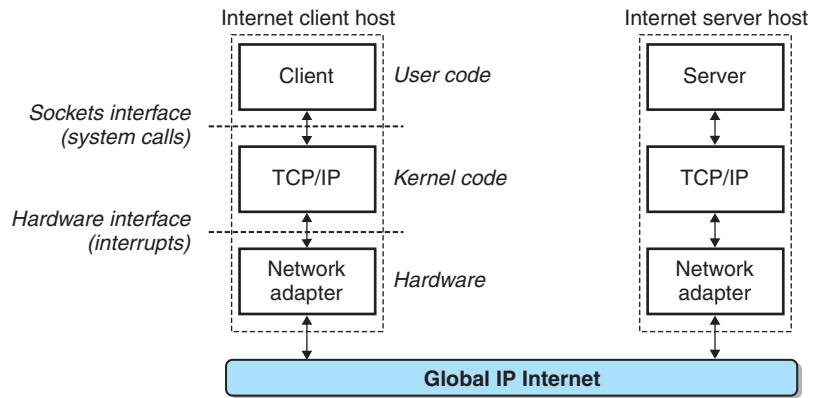 Internet client host
Internet server host
Client
User code
Server
Sockets interface
(system calls)
TCP/IP
Kernel code
TCP/IP
Hardware interface
(interrupts)
Network
adapter
Hardware
Network
adapter
Global IP Internet